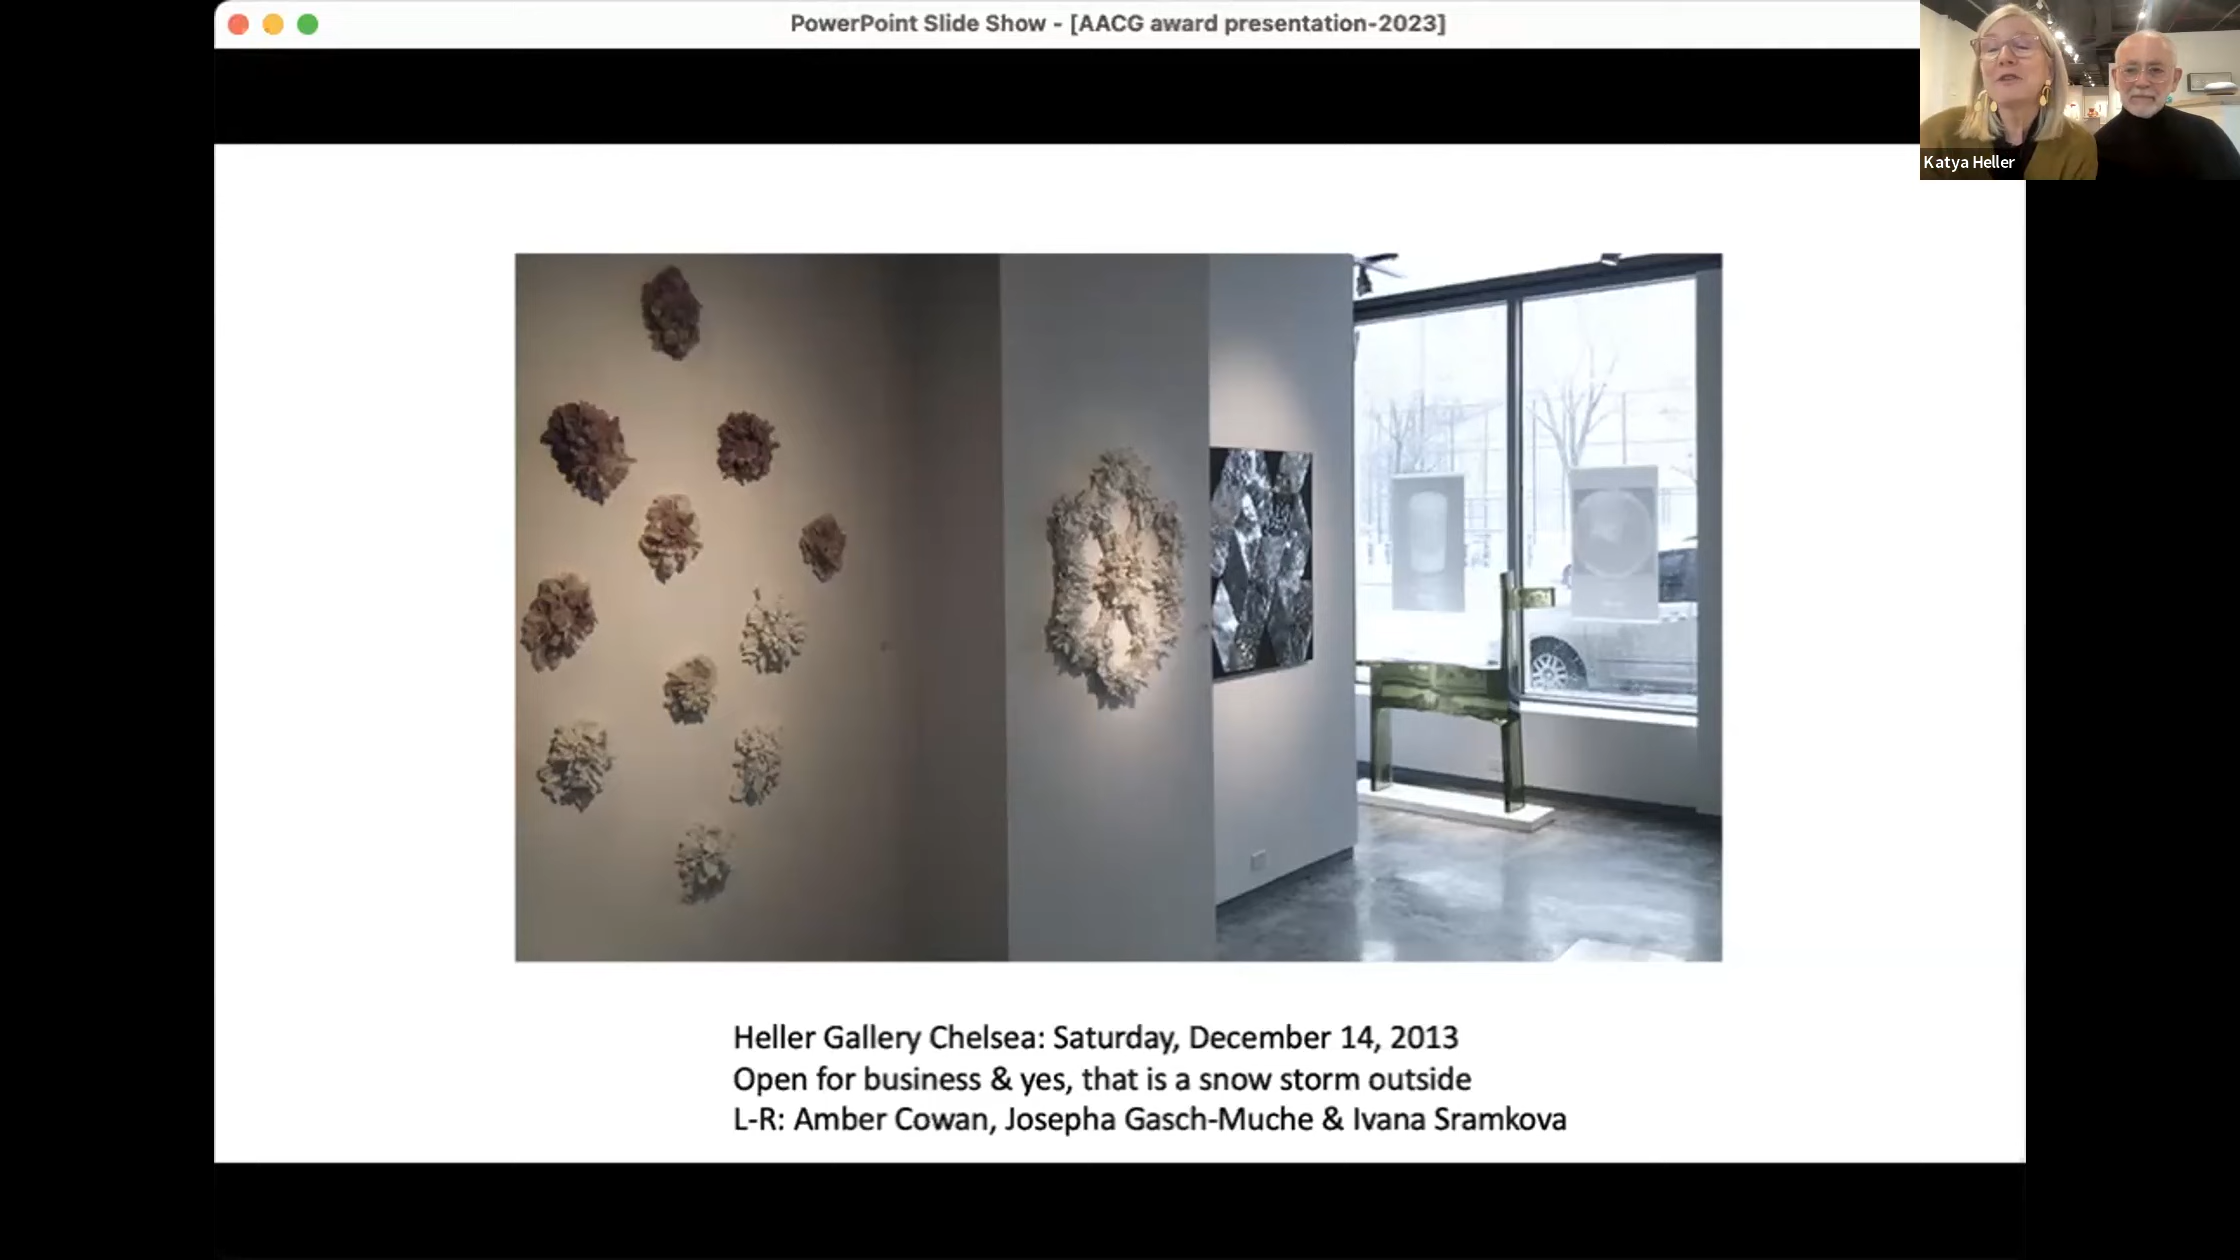 PowerPoint Slide Show - [AACG award presentation-2023]
Katya Heller
Heller Gallery Chelsea: Saturday, December 14, 2013
Open for business & yes, that is a snow storm outside
L-R: Amber Cowan, Josepha Gasch-Muche & Ivana Sramkova